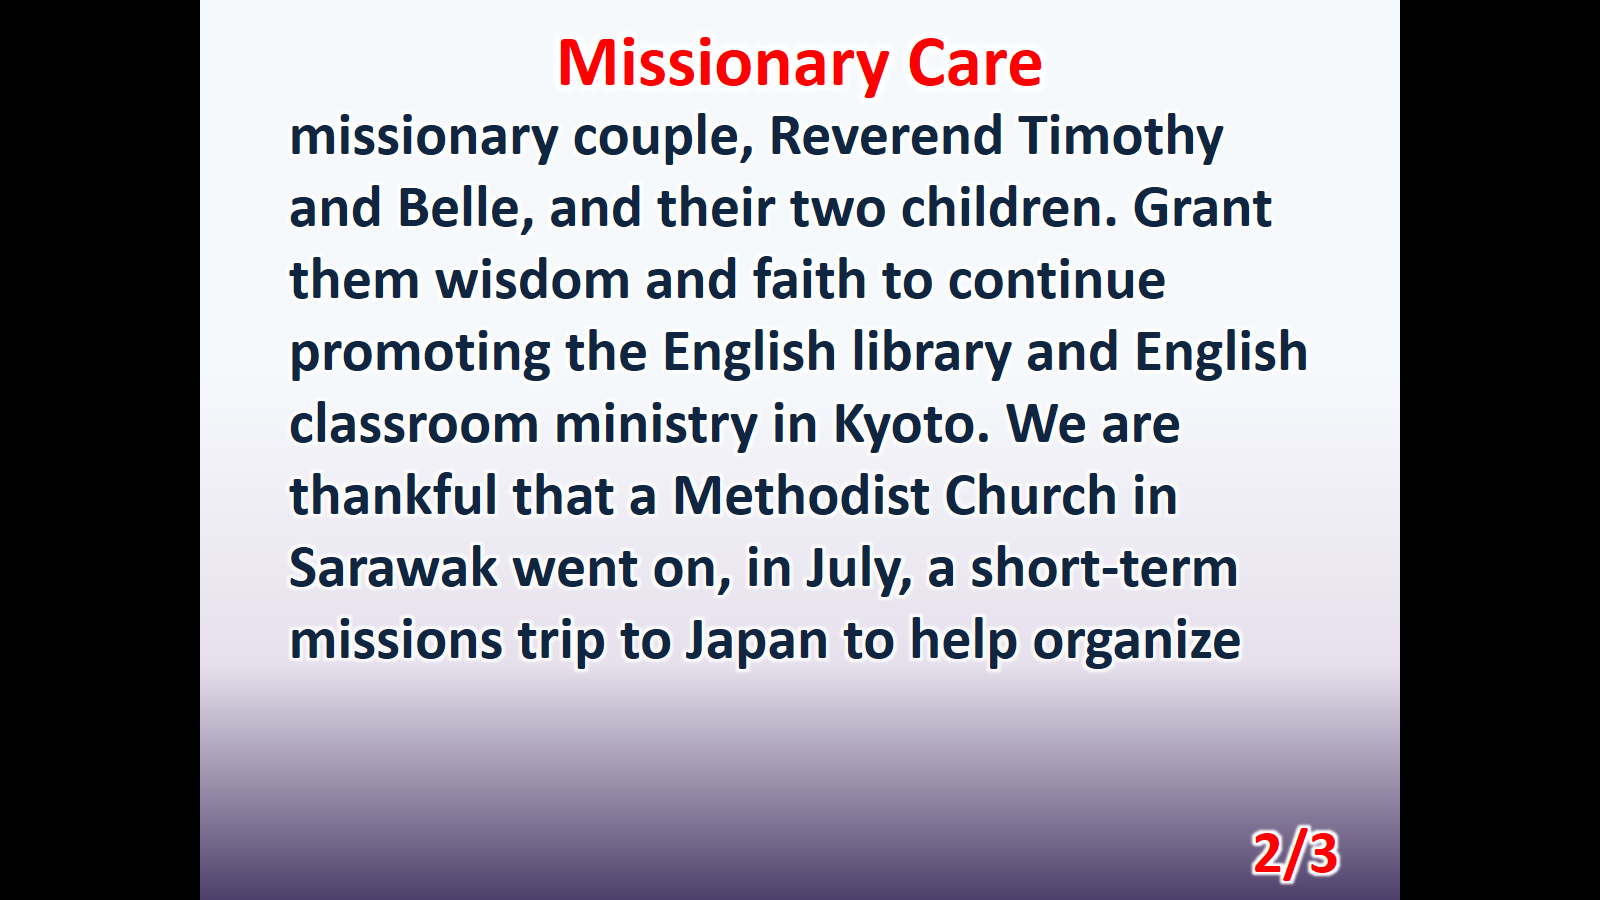 Missionary Care
missionary couple, Reverend Timothy
and Belle, and their two children. Grant
them wisdom and faith to continue
promoting the English library and English
classroom ministry in Kyoto. We are
thankful that a Methodist Church in
Sarawak went on, in July, a short-term
missions trip to Japan to help organize
2/3